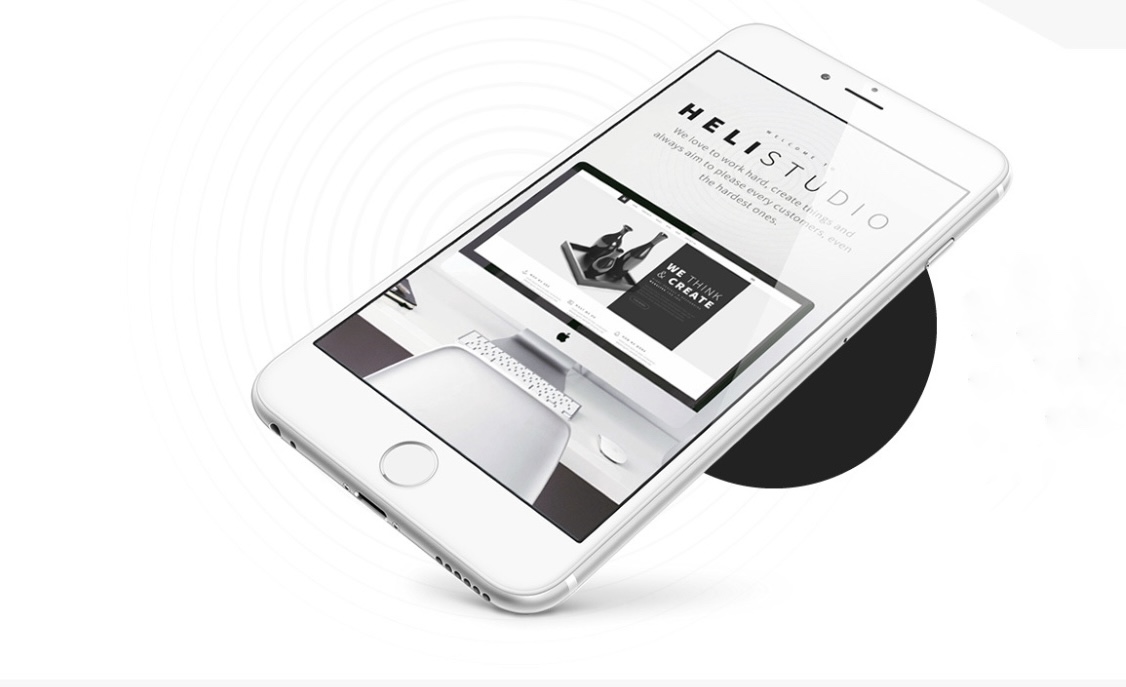 WELCOME TO
HELISTUDIO
We love to work hard, create things and
always aim to please every customers, even
the hardest ones.
WE THINK
& CREATE